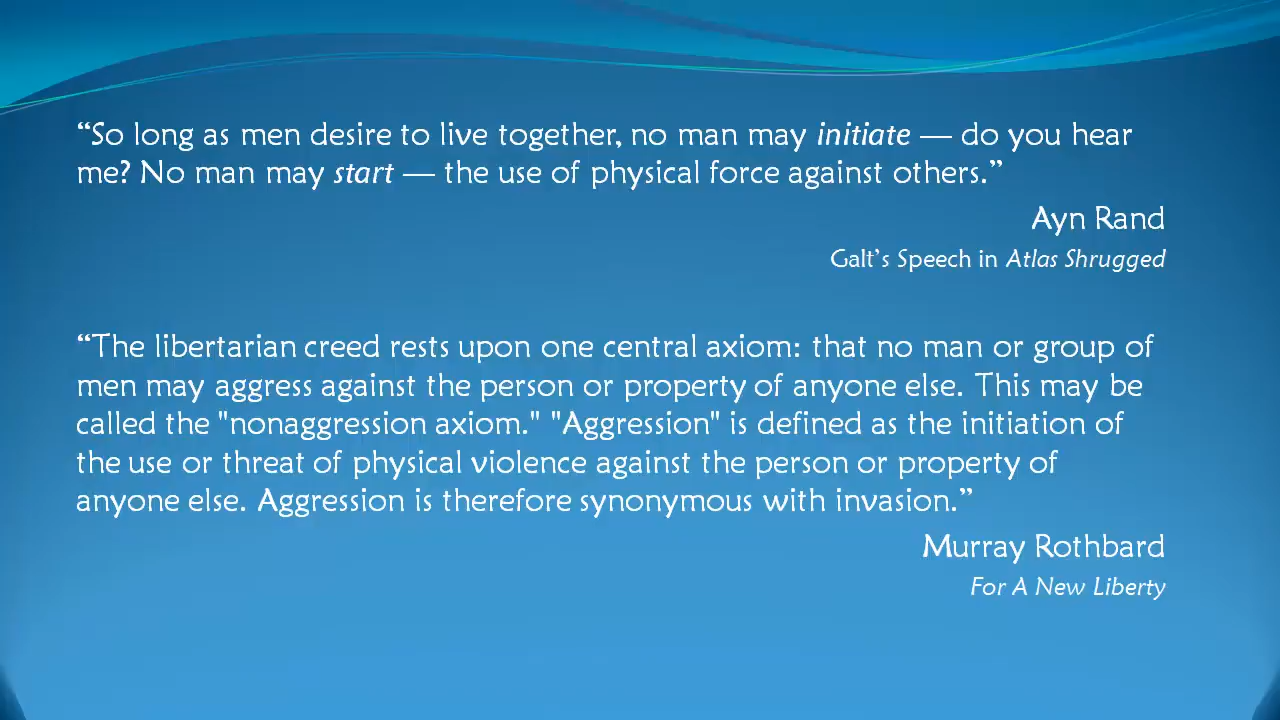 “So long as men desire to live together, no man may initiate — do you hear
me? No man may start — the use of physical force against others.”
Ayn Rand
Galt’s Speech in Atlas Shrugged
“The libertarian creed rests upon one central axiom: that no man or group of
men may aggress against the person or property of anyone else. This may be
called the "nonaggression axiom." "Aggression" is defined as the initiation of
the use or threat of physical violence against the person or property of
anyone else. Aggression is therefore synonymous with invasion.”
Murray Rothbard
For A New Liberty